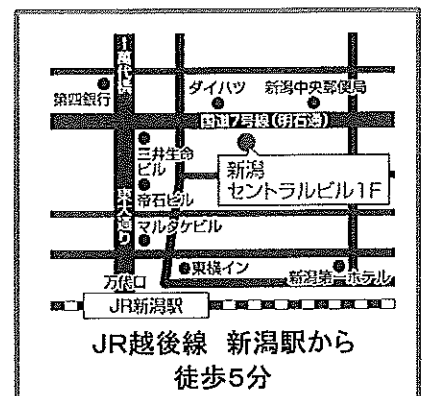 ↑萬代橋
第四銀行
ダイハツ
新潟中央郵便局
国道7号線(明石通)
三井生命
ビル
新潟
セントラルビル1F
帝石ビル
東大通り
マルタケビル
万代口
東横イン
新潟第一ホテル
JR新潟駅
JR越後線 新潟駅から
徒歩5分